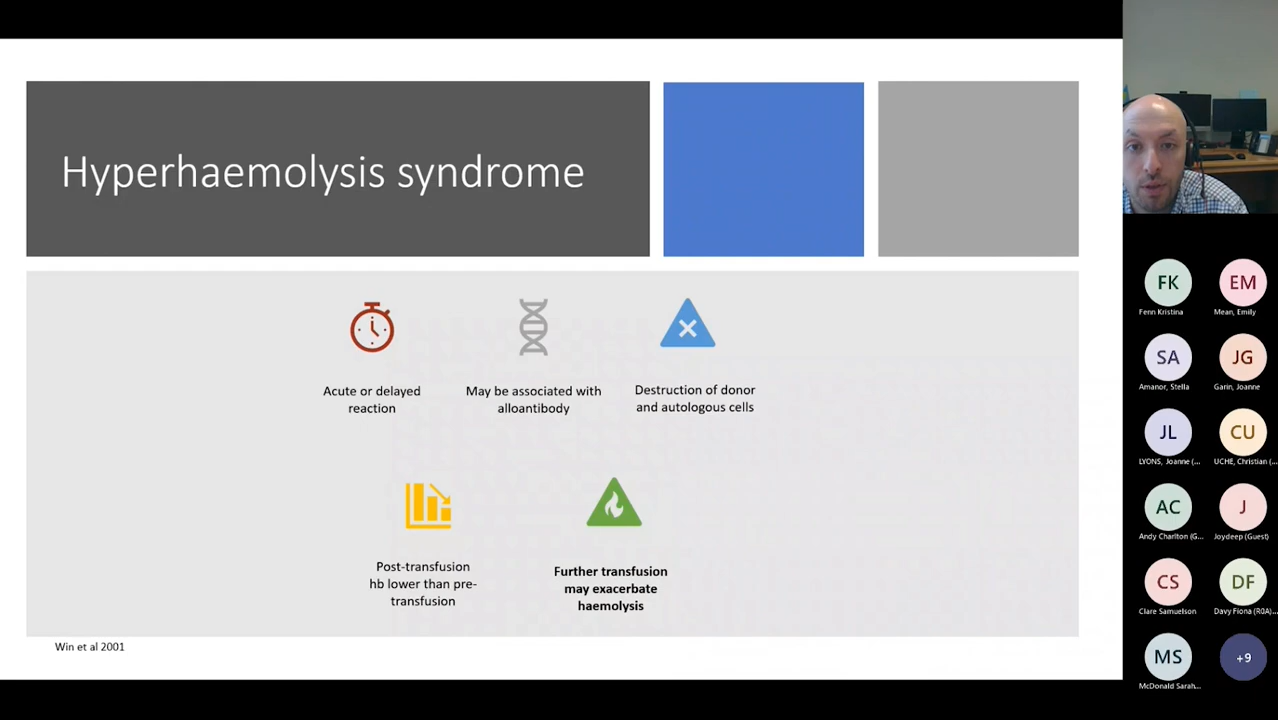 Hyperhaemolysis syndrome
Acute or delayed
reaction
May be associated with
alloantibody
Destruction of donor
and autologous cells
Post-transfusion
hb lower than pre-
transfusion
Further transfusion
may exacerbate
haemolysis
Win et al 2001
FK
Fenn Kristina
EM
Mean, Emily
SA
Amanor, Stella
JG
Garin, Joanne
JL
LYONS, Joanne (...
CU
UCHE, Christian (...
AC
Andy Charlton (G...
J
Joydeep (Guest)
CS
Clare Samuelson
DF
Davy Fiona (R0A)...
MS
McDonald Sarah...
+9